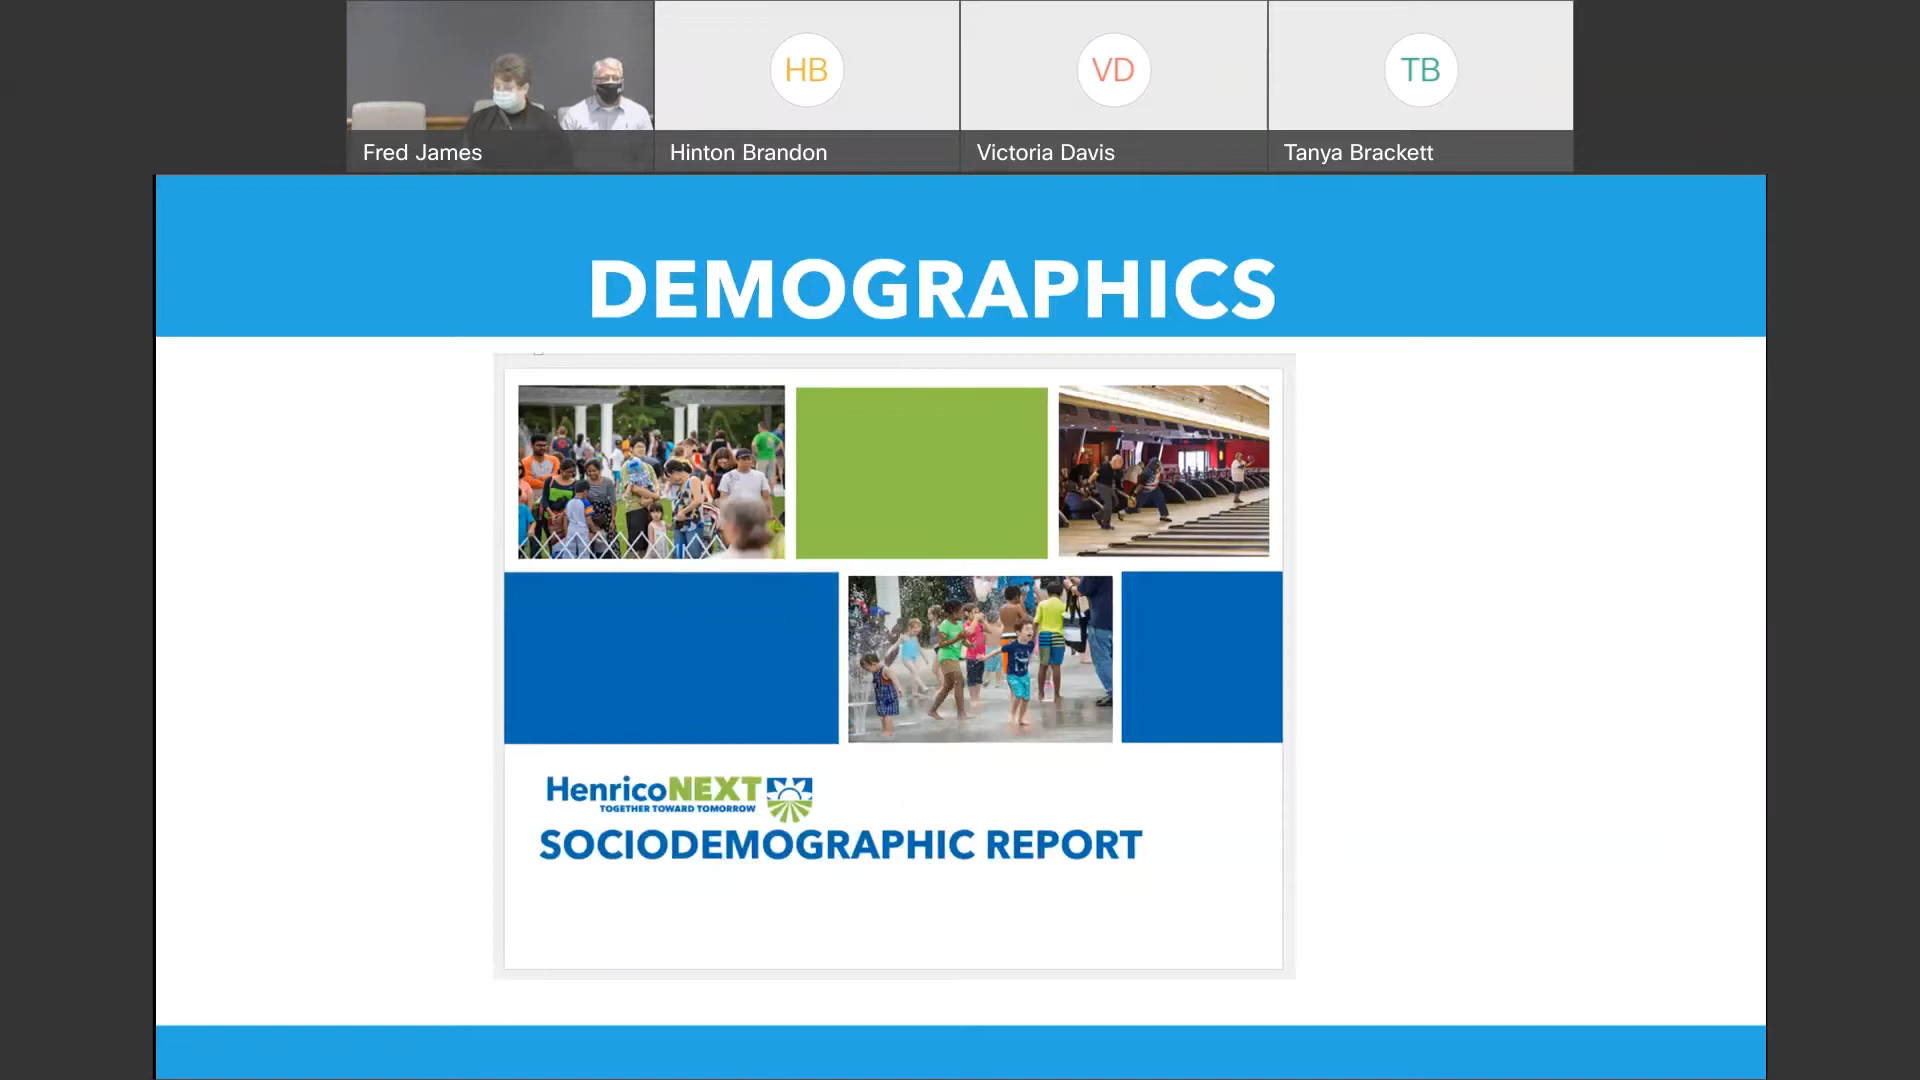 HB
VD
TB
Fred James
Hinton Brandon
Victoria Davis
Tanya Brackett
DEMOGRAPHICS
HenricoNEXT
TOGETHER TOWARD TOMORROW
SOCIODEMOGRAPHIC REPORT